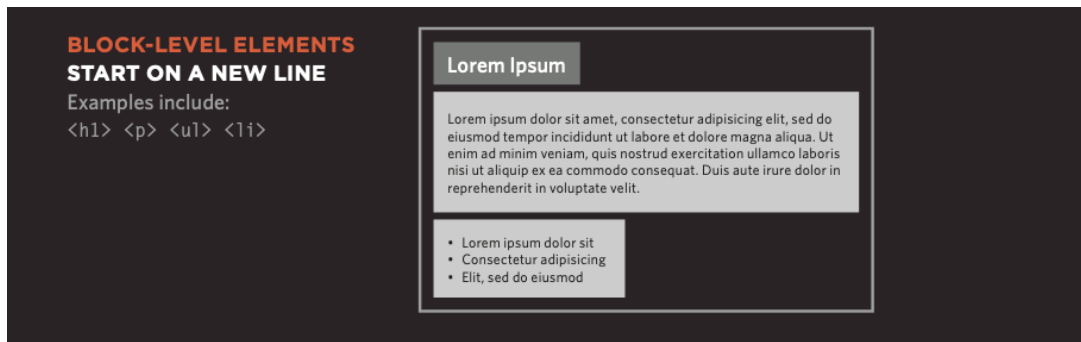 BLOCK-LEVEL ELEMENTS
START ON A NEW LINE
Examples include:
<h1> <p> <ul> <li>
Lorem Ipsum
Lorem ipsum dolor sit amet, consectetur adipisicing elit, sed do
eiusmod tempor incididunt ut labore et dolore magna aliqua. Ut
enim ad minim veniam, quis nostrud exercitation ullamco laboris
nisi ut aliquip ex ea commodo consequat. Duis aute irure dolor in
reprehenderit in voluptate velit.
• Lorem ipsum dolor sit
• Consectetur adipisicing
• Elit, sed do eiusmod